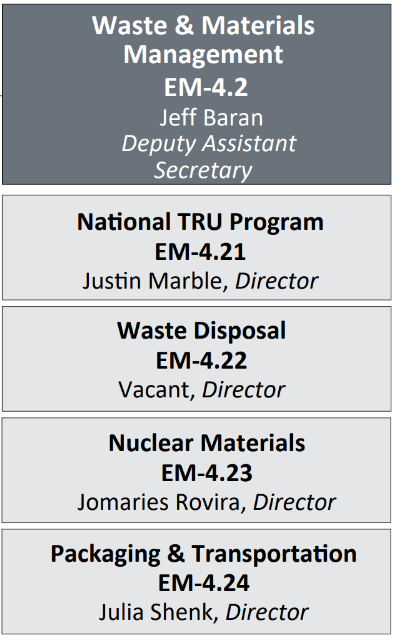 Waste & Materials
Management
EM-4.2
Jeff Baran
Deputy Assistant
Secretary
National TRU Program
EM-4.21
Justin Marble, Director
Waste Disposal
EM-4.22
Vacant, Director
Nuclear Materials
EM-4.23
Jomaries Rovira, Director
Packaging & Transportation
EM-4.24
Julia Shenk, Director